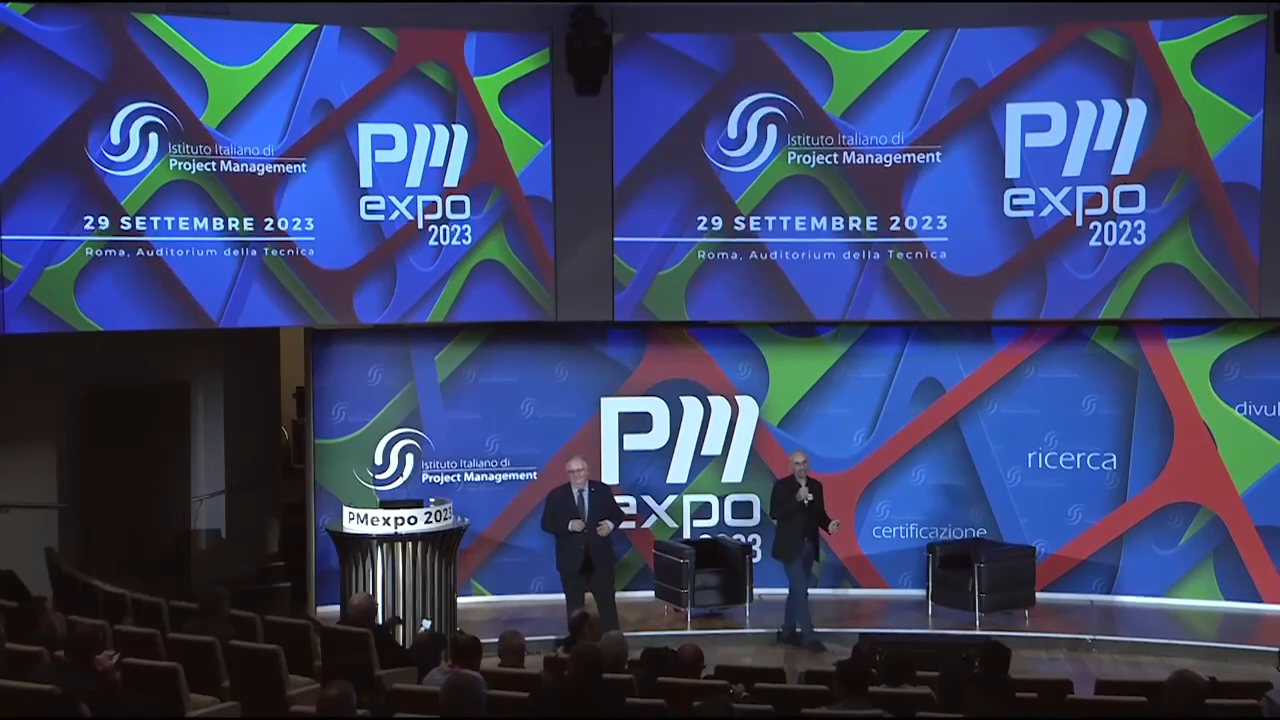 Istituto Italiano di
Project Management
29 SETTEMBRE 2023
Roma, Auditorium della Tecnica
PM
expo
2023
Istituto Italiano di
Project Management
29 SETTEMBRE 2023
Roma, Auditorium della Tecnica
PM
expo
2023
Istituto Italiano di
Project Management
PM
expo
PMexpo 2023
divul
ricerca
certificazione